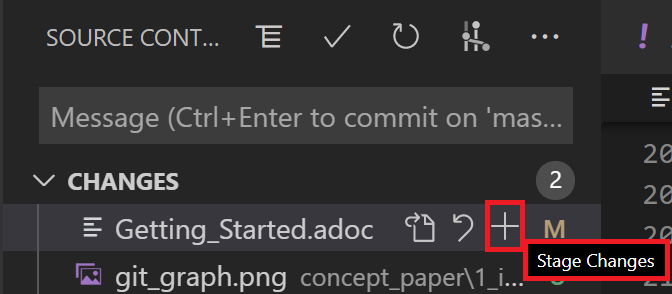 SOURCE CONT...
Message (Ctrl+Enter to commit on 'mas...
CHANGES 2
Getting_Started.adoc M
Stage Changes
git_graph.png concept_paper\1_i...
20
20